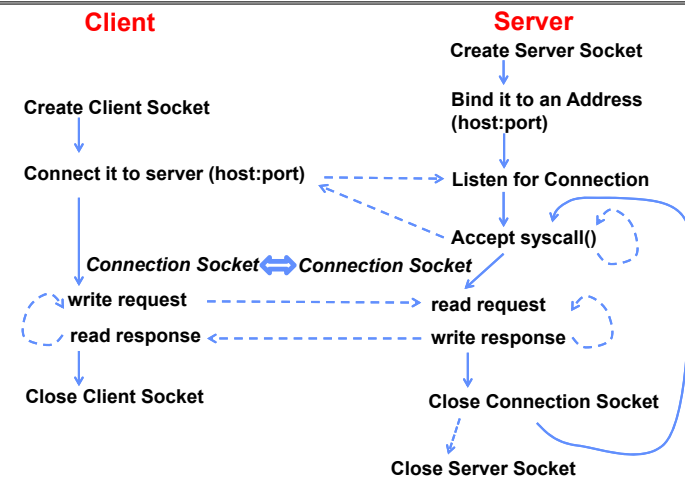 Client
Server
Create Server Socket
Create Client Socket
Bind it to an Address
(host:port)
Connect it to server (host:port)
Listen for Connection
Accept syscall()
Connection Socket
Connection Socket
write request
read request
read response
write response
Close Client Socket
Close Connection Socket
Close Server Socket